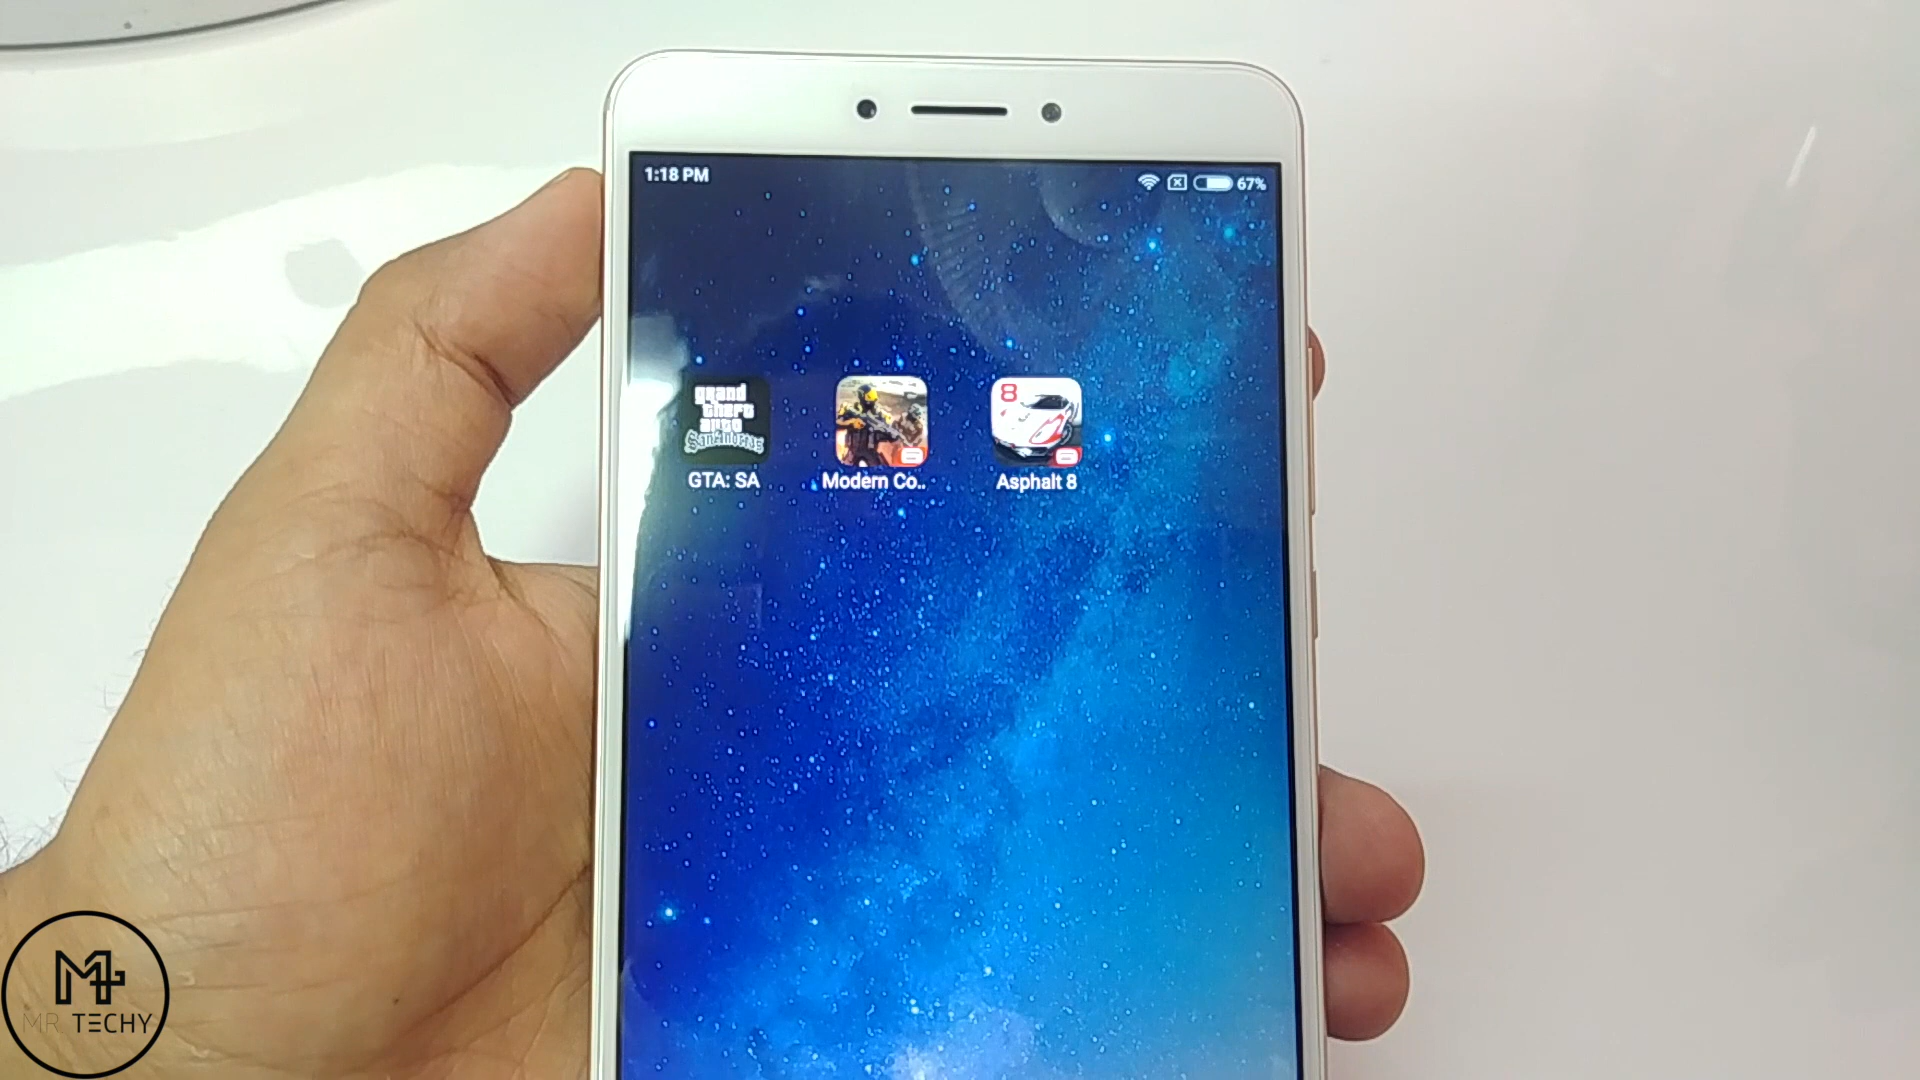 1:18 PM
67%
grand
theft
auto
San Andreas
8
GTA: SA
Modern Co..
Asphalt 8
MR TECHY